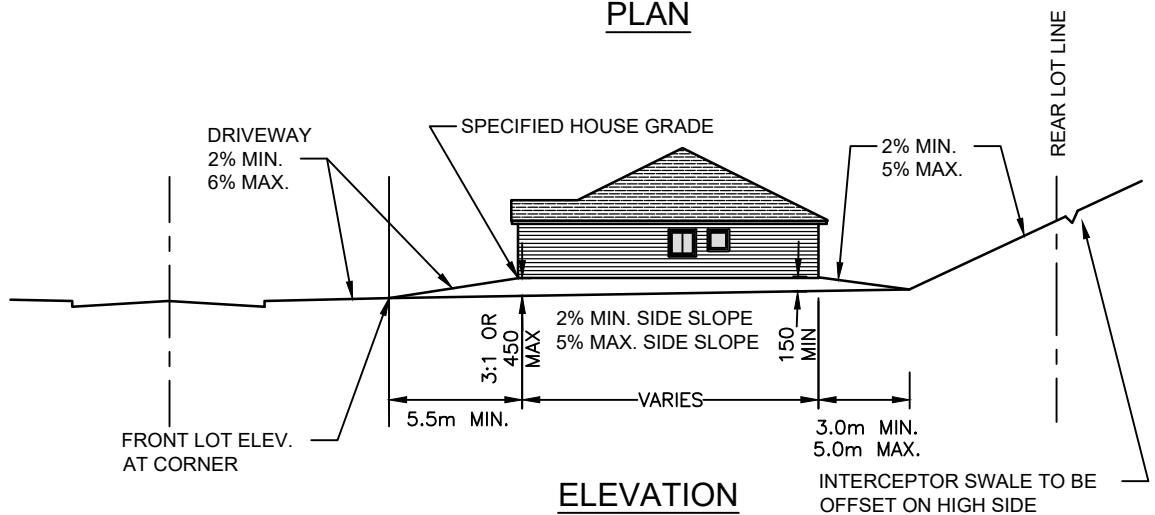 PLAN
REAR LOT LINE
DRIVEWAY
2% MIN.
6% MAX.
SPECIFIED HOUSE GRADE
2% MIN.
5% MAX.
3:1 OR
450
MAX
2% MIN. SIDE SLOPE
5% MAX. SIDE SLOPE
150
MIN
5.5m MIN.
VARIES
3.0m MIN.
5.0m MAX.
FRONT LOT ELEV.
AT CORNER
INTERCEPTOR SWALE TO BE
OFFSET ON HIGH SIDE
ELEVATION